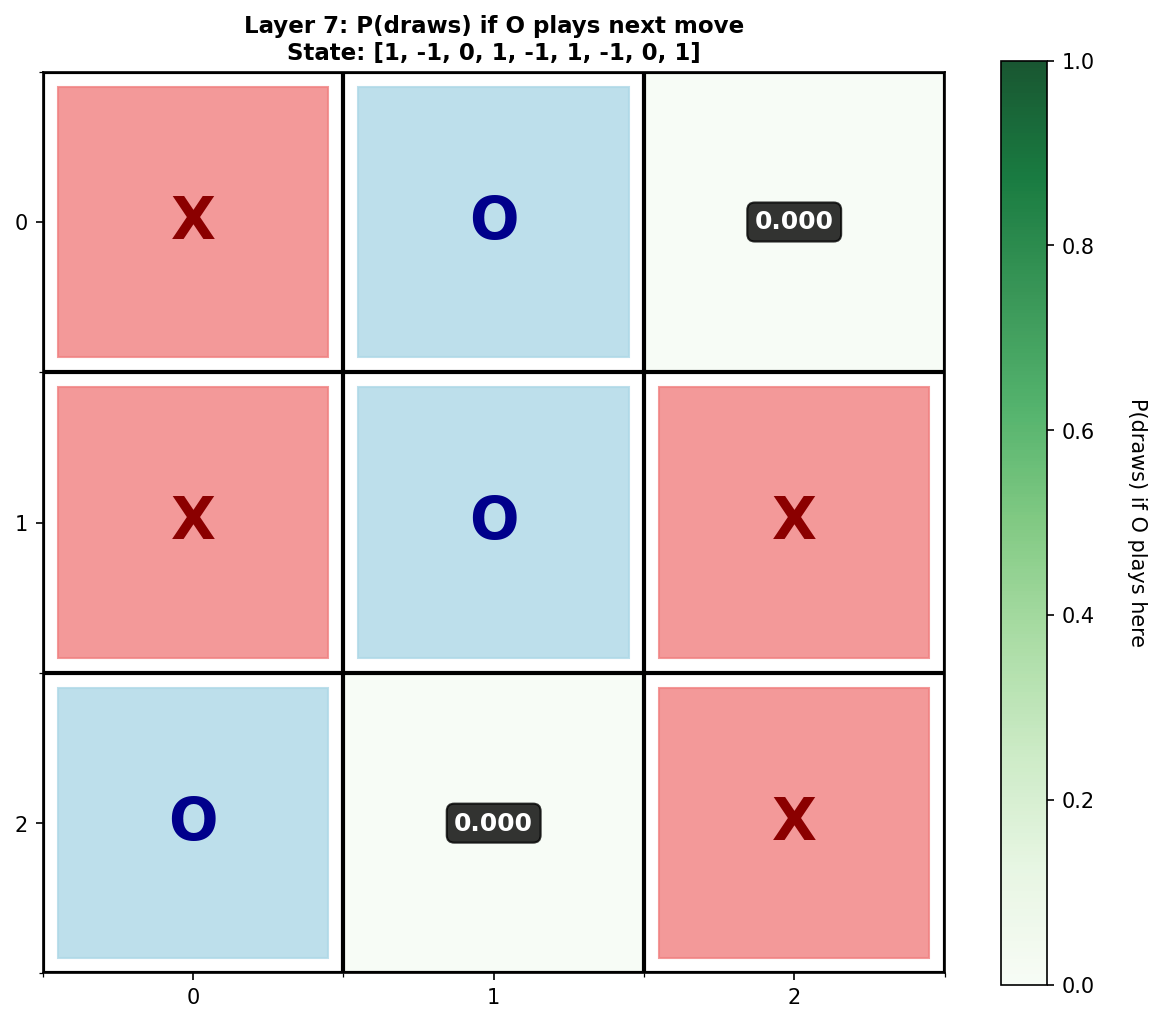 Layer 7: P(draws) if O plays next move
State: [1, -1, 0, 1, -1, 1, -1, 0, 1]
X
O
0.000
X
O
X
O
0.000
X
0
1
2
0
1
2
1.0
0.8
0.6
0.4
0.2
0.0
P(draws) if O plays here